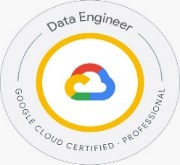 Data Engineer
GOOGLE CLOUD CERTIFIED · PROFESSIONAL